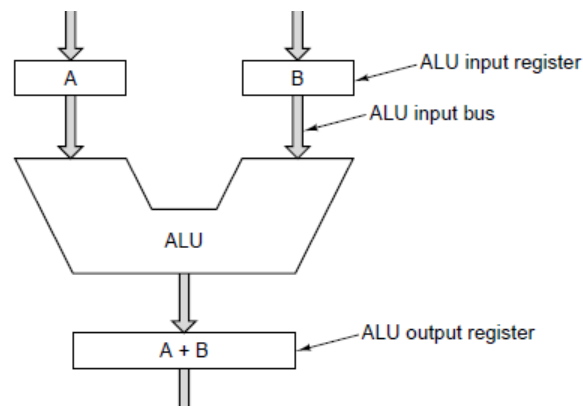 A
B
ALU input register
ALU input bus
ALU
A + B
ALU output register